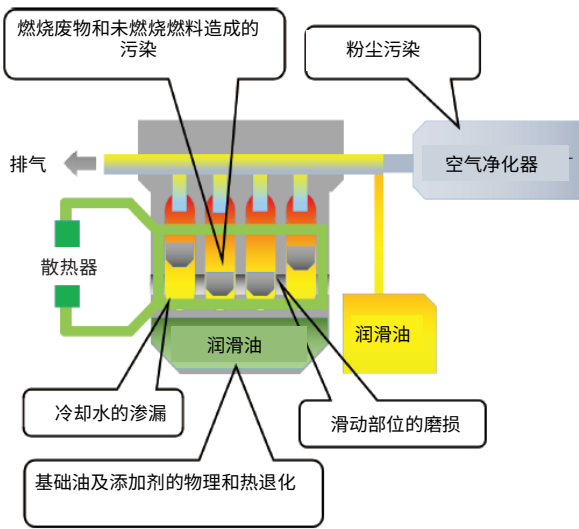 燃烧废物和未燃烧燃料造成的
污染
粉尘污染
排气
空气净化器
散热器
润滑油
润滑油
冷却水的渗漏
滑动部位的磨损
基础油及添加剂的物理和热退化